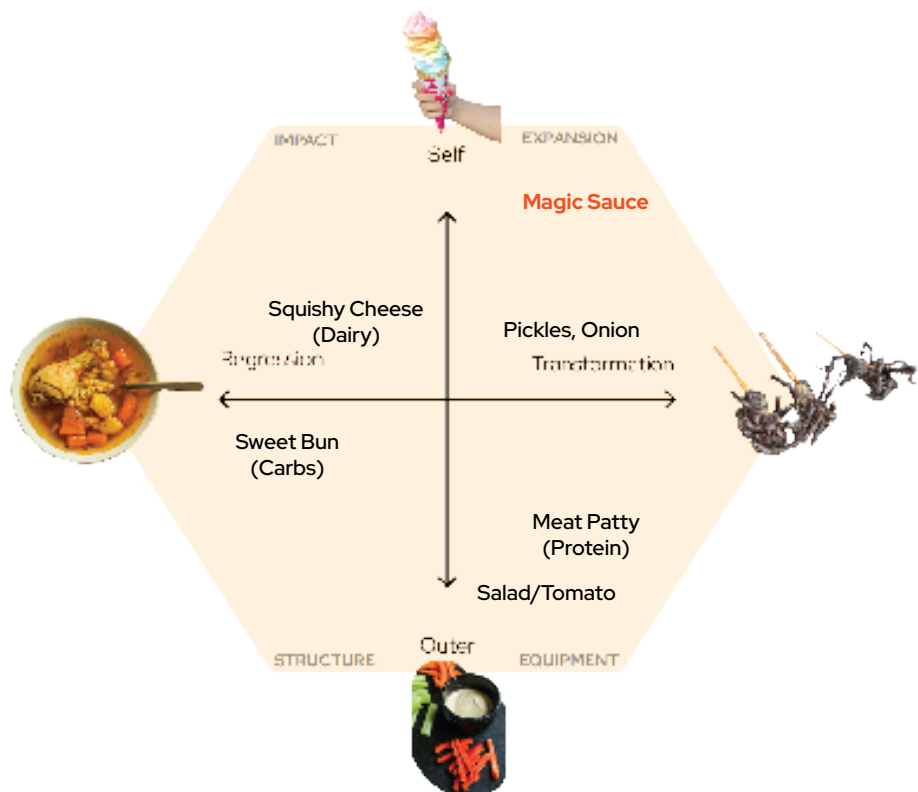 IMPACT
EXPANSION
Self
Magic Sauce
Squishy Cheese
(Dairy)
Pickles, Onion
Regression
Transformation
Sweet Bun
(Carbs)
Meat Patty
(Protein)
Salad/Tomato
Outer
STRUCTURE
EQUIPMENT